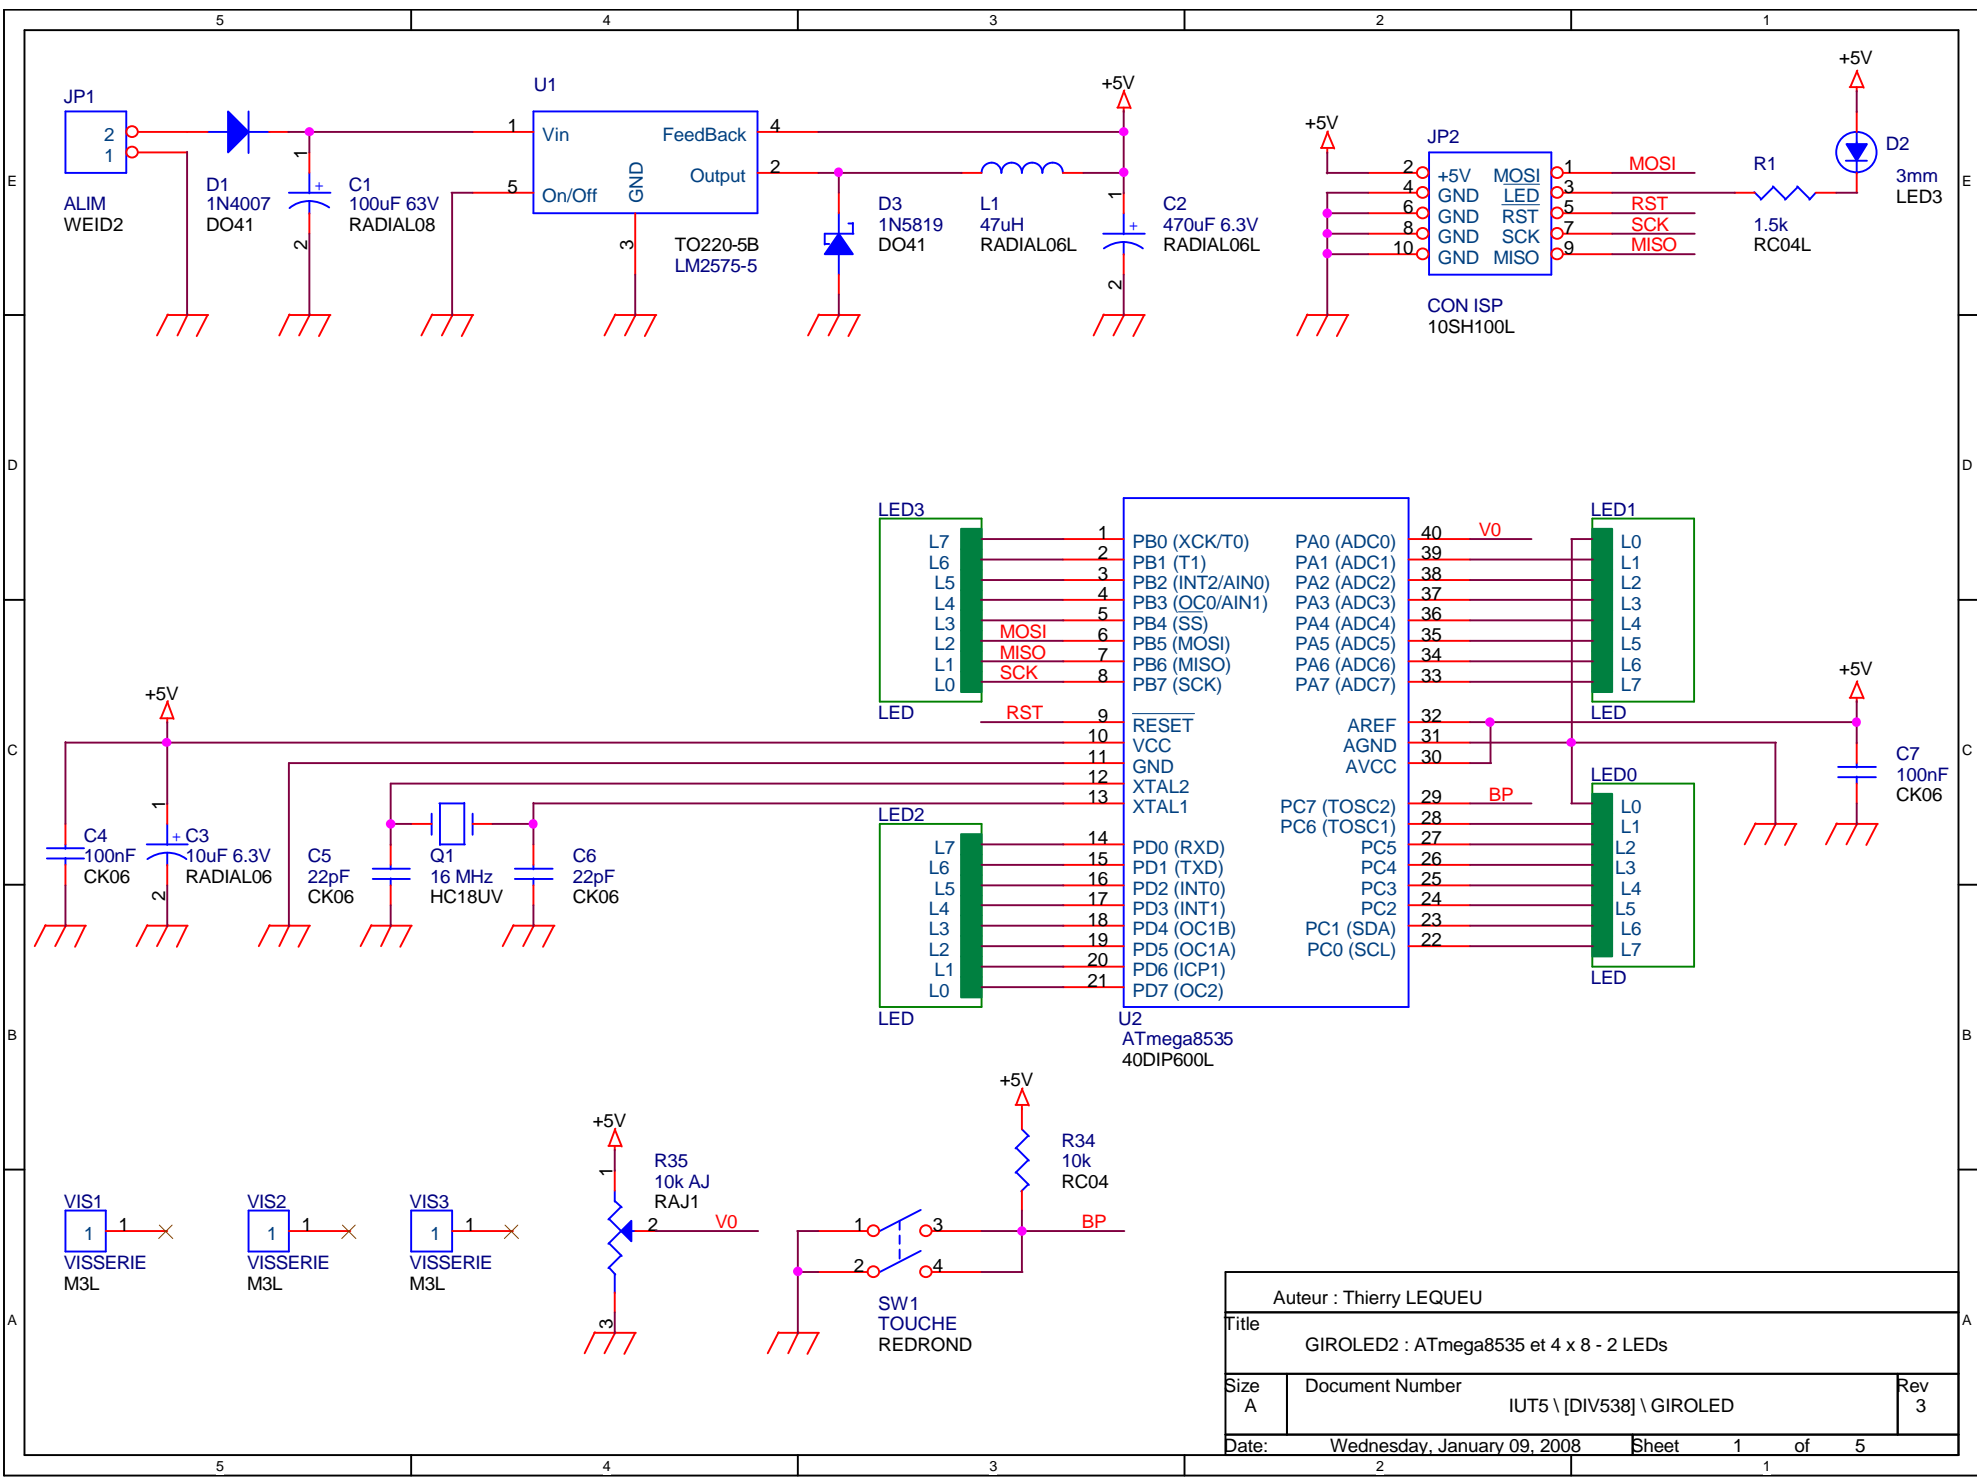 5 4 3 2 1
E
D
C
B
A
E
D
C
B
A
JP1
2
1
ALIM
WEID2
D1
1N4007
DO41
1
+
2
C1
100uF 63V
RADIAL08
U1
1 Vin
5 On/Off
GND
3
FeedBack 4
Output 2
TO220-5B
LM2575-5
D3
1N5819
DO41
L1
47uH
RADIAL06L
+5V
1
+
2
C2
470uF 6.3V
RADIAL06L
+5V
JP2
2 +5V MOSI 1 MOSI
4 GND LED 3
6 GND RST 5 RST
8 GND SCK 7 SCK
10 GND MISO 9 MISO
CON ISP
10SH100L
R1
1.5k
RC04L
+5V
D2
3mm
LED3
LED3
L7
L6
L5
L4
L3
L2
L1
L0
LED
MOSI
MISO
SCK
RST
1 PB0 (XCK/T0)
2 PB1 (T1)
3 PB2 (INT2/AIN0)
4 PB3 (OC0/AIN1)
5 PB4 (SS)
6 PB5 (MOSI)
7 PB6 (MISO)
8 PB7 (SCK)
9 RESET
10 VCC
11 GND
12 XTAL2
13 XTAL1
14 PD0 (RXD)
15 PD1 (TXD)
16 PD2 (INT0)
17 PD3 (INT1)
18 PD4 (OC1B)
19 PD5 (OC1A)
20 PD6 (ICP1)
21 PD7 (OC2)
PA0 (ADC0) 40 V0
PA1 (ADC1) 39
PA2 (ADC2) 38
PA3 (ADC3) 37
PA4 (ADC4) 36
PA5 (ADC5) 35
PA6 (ADC6) 34
PA7 (ADC7) 33
AREF 32
AGND 31
AVCC 30
PC7 (TOSC2) 29 BP
PC6 (TOSC1) 28
PC5 27
PC4 26
PC3 25
PC2 24
PC1 (SDA) 23
PC0 (SCL) 22
U2
ATmega8535
40DIP600L
LED1
L0
L1
L2
L3
L4
L5
L6
L7
LED
LED0
L0
L1
L2
L3
L4
L5
L6
L7
LED
+5V
C7
100nF
CK06
LED2
L7
L6
L5
L4
L3
L2
L1
L0
LED
+5V
C4
100nF
CK06
1
+
2
C3
10uF 6.3V
RADIAL06
C5
22pF
CK06
Q1
16 MHz
HC18UV
C6
22pF
CK06
VIS1
1 1
VISSERIE
M3L
VIS2
1 1
VISSERIE
M3L
VIS3
1 1
VISSERIE
M3L
+5V
1
2 V0
3
R35
10k AJ
RAJ1
+5V
R34
10k
RC04
1 3 BP
2 4
SW1
TOUCHE
REDROND
Auteur : Thierry LEQUEU
Title
GIROLED2 : ATmega8535 et 4 x 8 - 2 LEDs
Size Document Number Rev
A IUT5 \ [DIV538] \ GIROLED 3
Date: Wednesday, January 09, 2008 Sheet 1 of 5
5 4 3 2 1